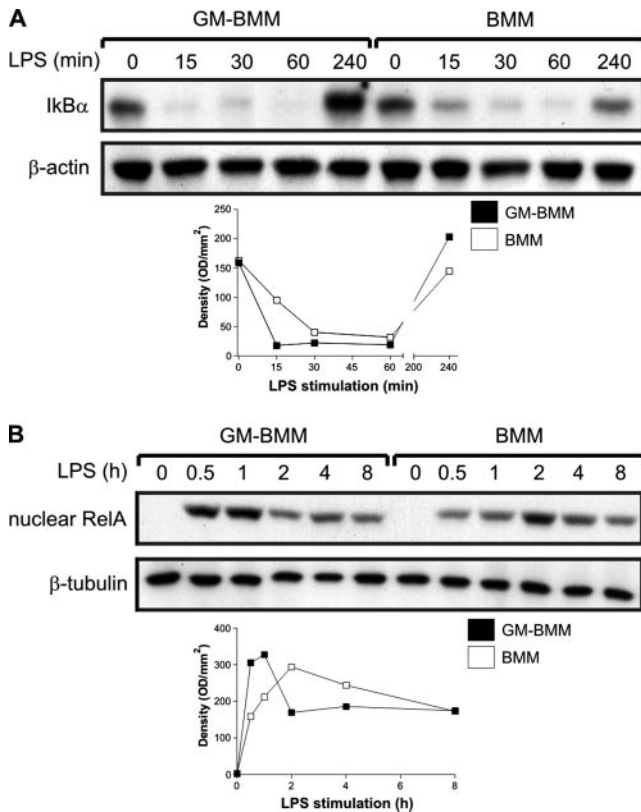 A
GM-BMM BMM
LPS (min) 0 15 30 60 240 0 15 30 60 240
IkBα
β-actin
GM-BMM
BMM
Density (OD/mm²)
250
200
150
100
50
0
0 15 30 45 60 200 240
LPS stimulation (min)
B
GM-BMM BMM
LPS (h) 0 0.5 1 2 4 8 0 0.5 1 2 4 8
nuclear RelA
β-tubulin
GM-BMM
BMM
Density (OD/mm²)
400
300
200
100
0
0 2 4 6 8
LPS stimulation (h)